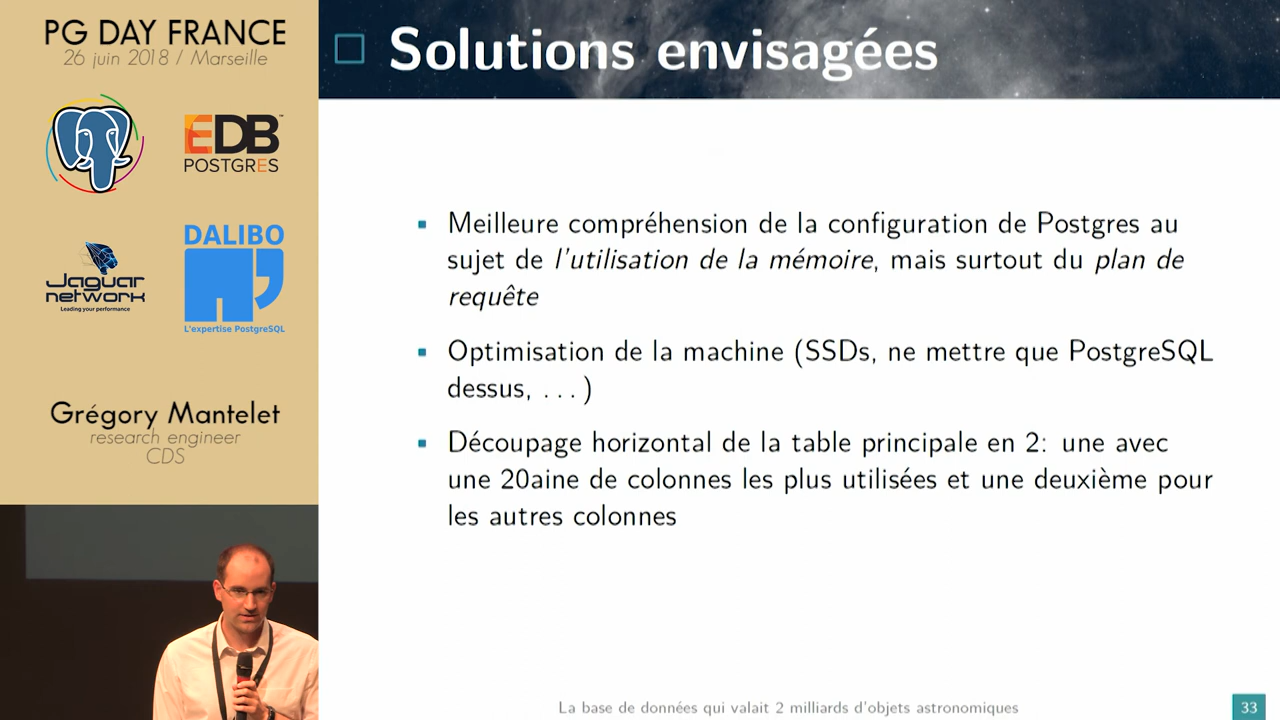 PG DAY FRANCE
26 juin 2018 / Marseille
EDB
POSTGRES
Jaguar
network
Leading your performance
DALIBO
L'expertise PostgreSQL
Grégory Mantelet
research engineer
CDS
Solutions envisagées
▪ Meilleure compréhension de la configuration de Postgres au
sujet de l'utilisation de la mémoire, mais surtout du plan de
requête
▪ Optimisation de la machine (SSDs, ne mettre que PostgreSQL
dessus, . . . )
▪ Découpage horizontal de la table principale en 2: une avec
une 20aine de colonnes les plus utilisées et une deuxième pour
les autres colonnes
La base de données qui valait 2 milliards d'objets astronomiques
33